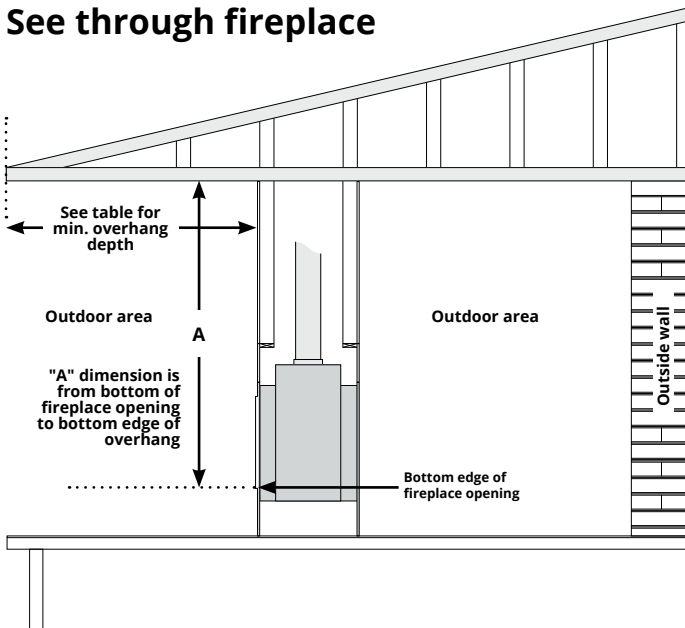 See through fireplace
See table for
min. overhang
depth
Outdoor area
A
Outdoor area
Outside wall
"A" dimension is
from bottom of
fireplace opening
to bottom edge of
overhang
Bottom edge of
fireplace opening